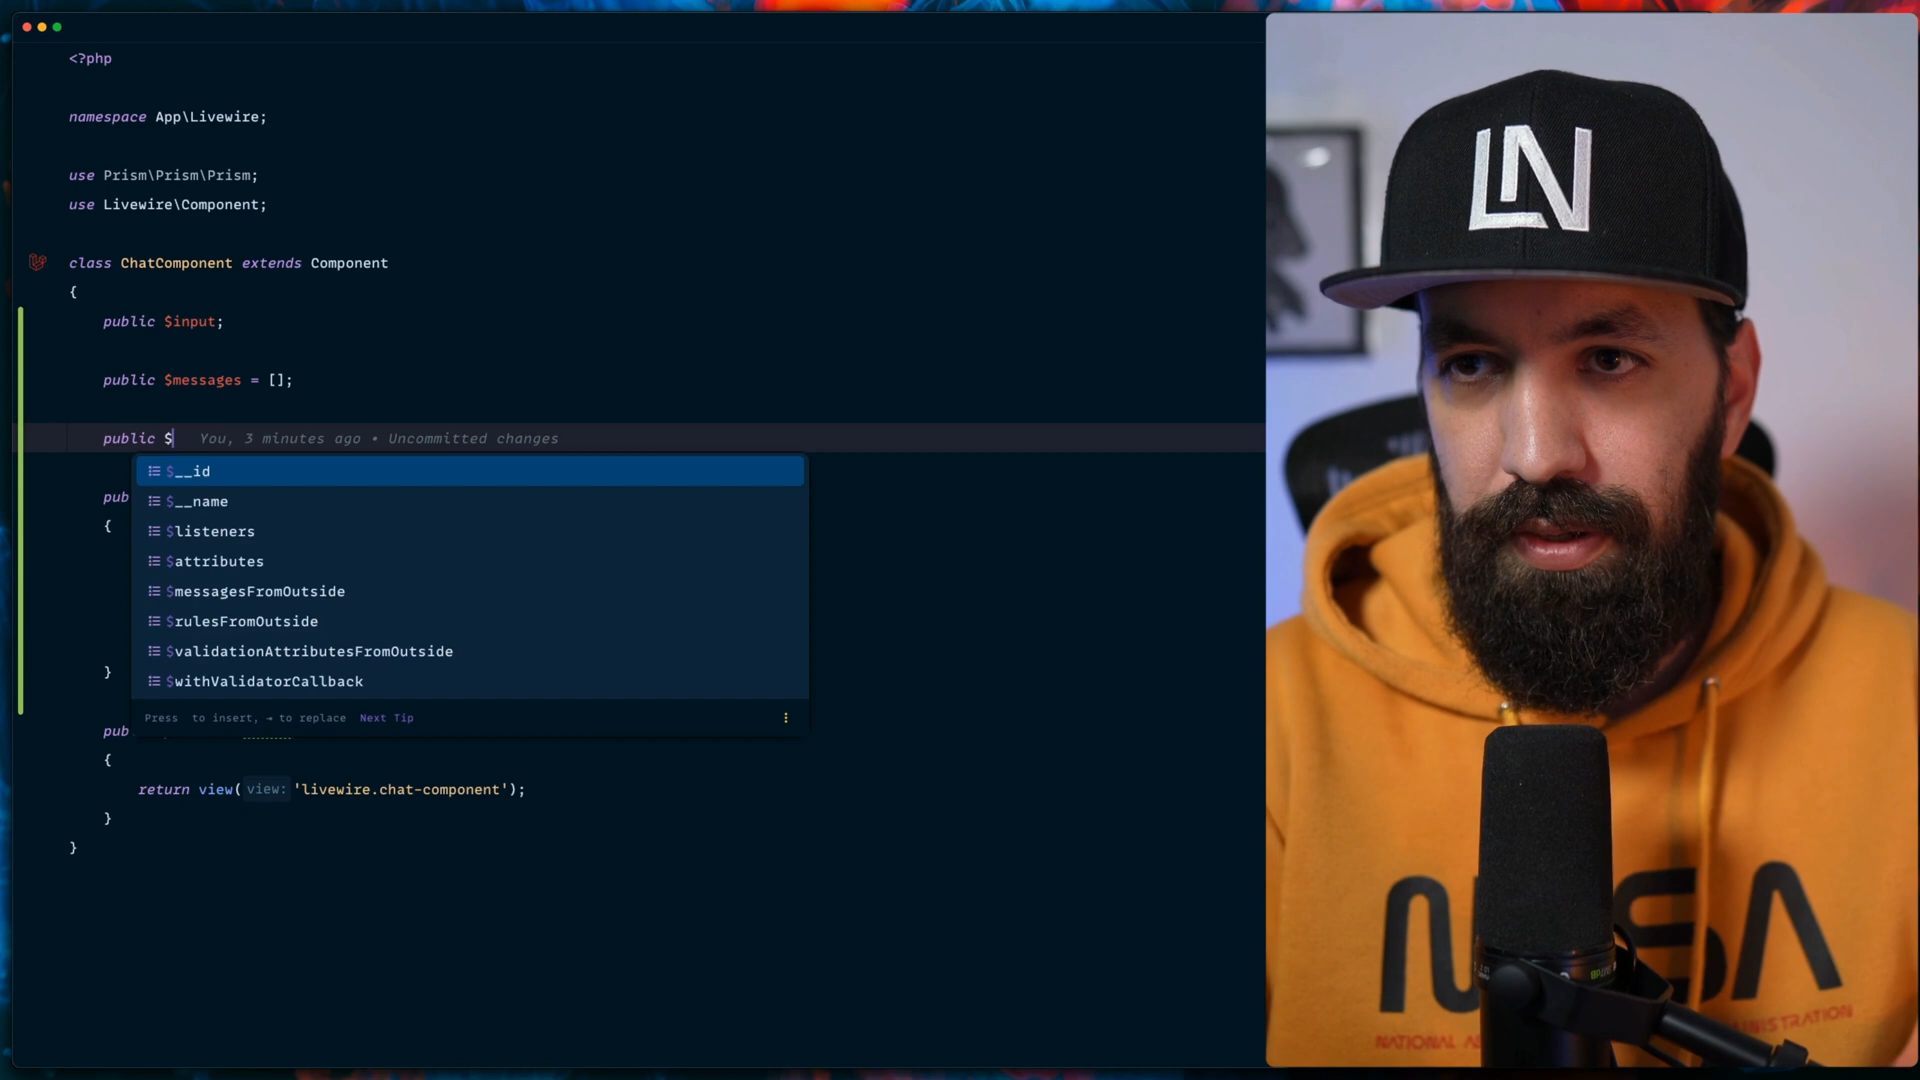 <?php
namespace App\Livewire;
use Prism\Prism\Prism;
use Livewire\Component;
class ChatComponent extends Component
{
public $input;
public $messages = [];
public $ You, 3 minutes ago • Uncommitted changes
$__id
pub
$__name
{
$listeners
$attributes
$messagesFromOutside
$rulesFromOutside
$validationAttributesFromOutside
}
$withValidatorCallback
Press to insert, → to replace Next Tip
pub
{
return view(view: 'livewire.chat-component');
}
}
LN
NASA
NATIONAL